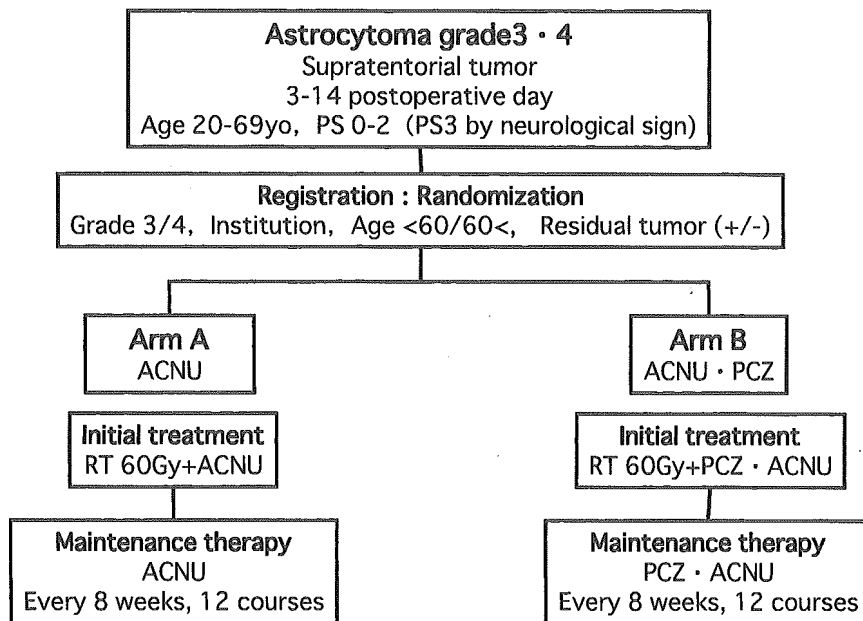 Astrocytoma grade3・4
Supratentorial tumor
3-14 postoperative day
Age 20-69yo, PS 0-2 (PS3 by neurological sign)
Registration : Randomization
Grade 3/4, Institution, Age <60/60<, Residual tumor (+/-)
Arm A
ACNU
Arm B
ACNU・PCZ
Initial treatment
RT 60Gy+ACNU
Initial treatment
RT 60Gy+PCZ・ACNU
Maintenance therapy
ACNU
Every 8 weeks, 12 courses
Maintenance therapy
PCZ・ACNU
Every 8 weeks, 12 courses